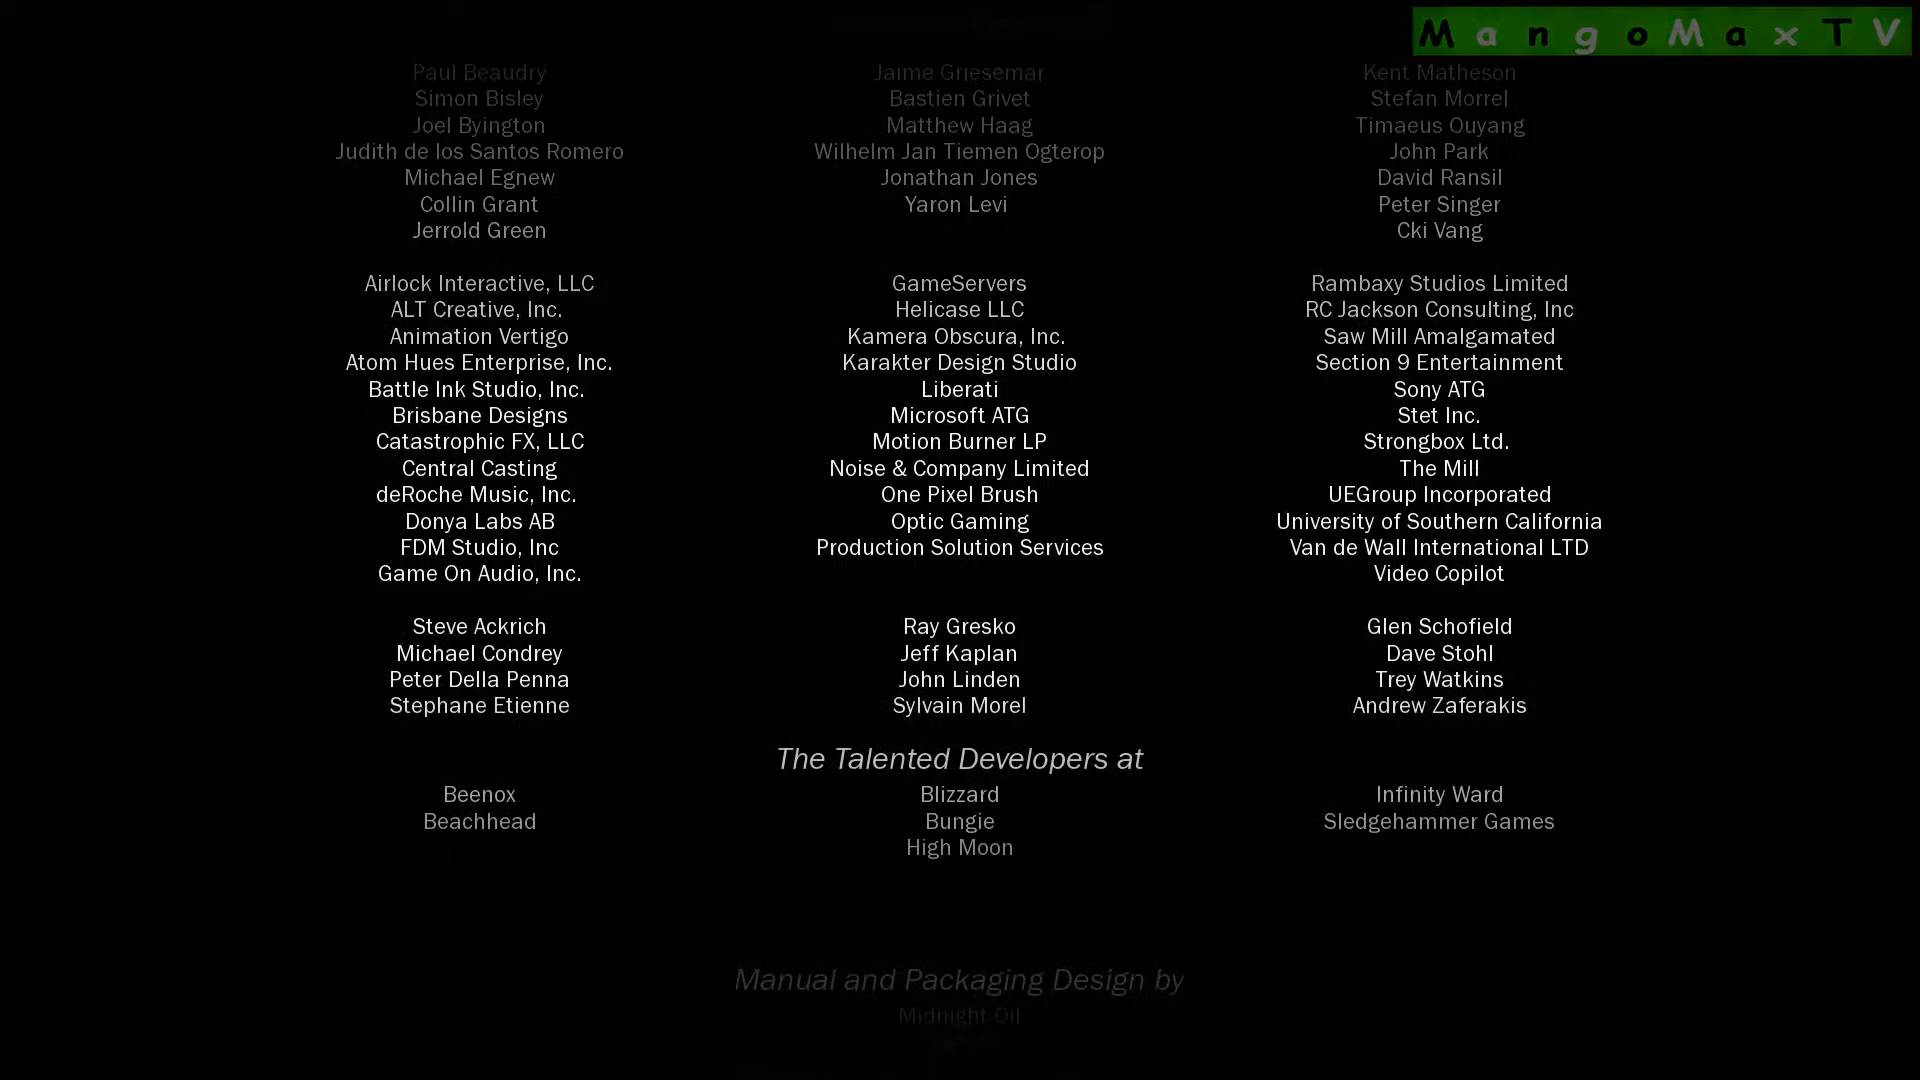 MangoMaxTV
Paul Beaudry Jaime Griesemar Kent Matheson
Simon Bisley Bastien Grivet Stefan Morrel
Joel Byington Matthew Haag Timaeus Ouyang
Judith de los Santos Romero Wilhelm Jan Tiemen Ogterop John Park
Michael Egnew Jonathan Jones David Ransil
Collin Grant Yaron Levi Peter Singer
Jerrold Green Cki Vang
Airlock Interactive, LLC GameServers Rambaxy Studios Limited
ALT Creative, Inc. Helicase LLC RC Jackson Consulting, Inc
Animation Vertigo Kamera Obscura, Inc. Saw Mill Amalgamated
Atom Hues Enterprise, Inc. Karakter Design Studio Section 9 Entertainment
Battle Ink Studio, Inc. Liberati Sony ATG
Brisbane Designs Microsoft ATG Stet Inc.
Catastrophic FX, LLC Motion Burner LP Strongbox Ltd.
Central Casting Noise & Company Limited The Mill
deRoche Music, Inc. One Pixel Brush UEGroup Incorporated
Donya Labs AB Optic Gaming University of Southern California
FDM Studio, Inc Production Solution Services Van de Wall International LTD
Game On Audio, Inc. Video Copilot
Steve Ackrich Ray Gresko Glen Schofield
Michael Condrey Jeff Kaplan Dave Stohl
Peter Della Penna John Linden Trey Watkins
Stephane Etienne Sylvain Morel Andrew Zaferakis
The Talented Developers at
Beenox Blizzard Infinity Ward
Beachhead Bungie Sledgehammer Games
High Moon
Manual and Packaging Design by
Midnight Oil